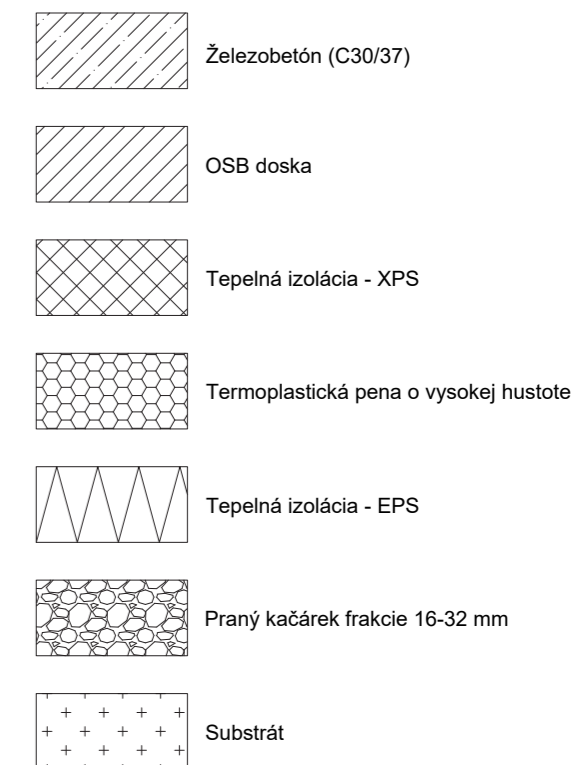 Železobetón (C30/37)
OSB doska
Tepelná izolácia - XPS
Termoplastická pena o vysokej hustote
Tepelná izolácia - EPS
Praný kačárek frakcie 16-32 mm
Substrát